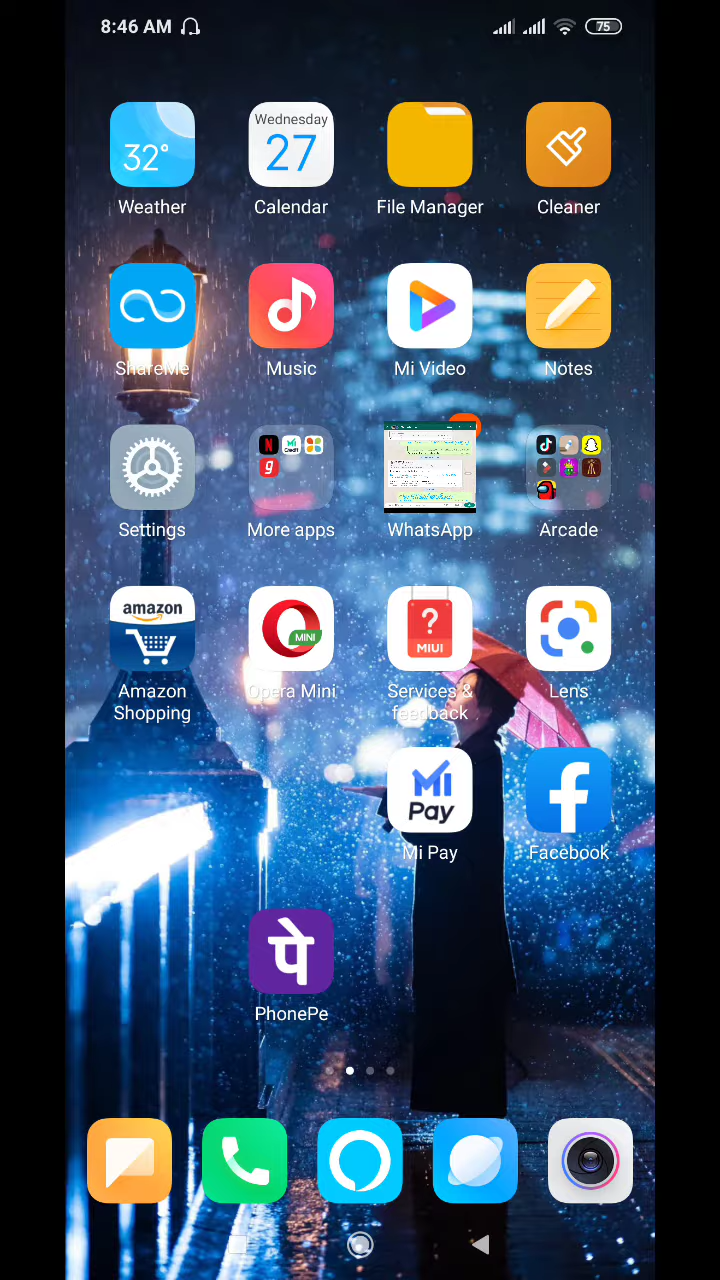 8:46 AM
75
Wednesday
32°
27
Weather
Calendar
File Manager
Cleaner
ShareMe
Music
Mi Video
Notes
N
Mi
Credit
Settings
More apps
WhatsApp
Arcade
amazon
MINI
?
MIUI
Amazon
Shopping
Opera Mini
Services &
feedback
Lens
Mi
Pay
f
Mi Pay
Facebook
पे
PhonePe